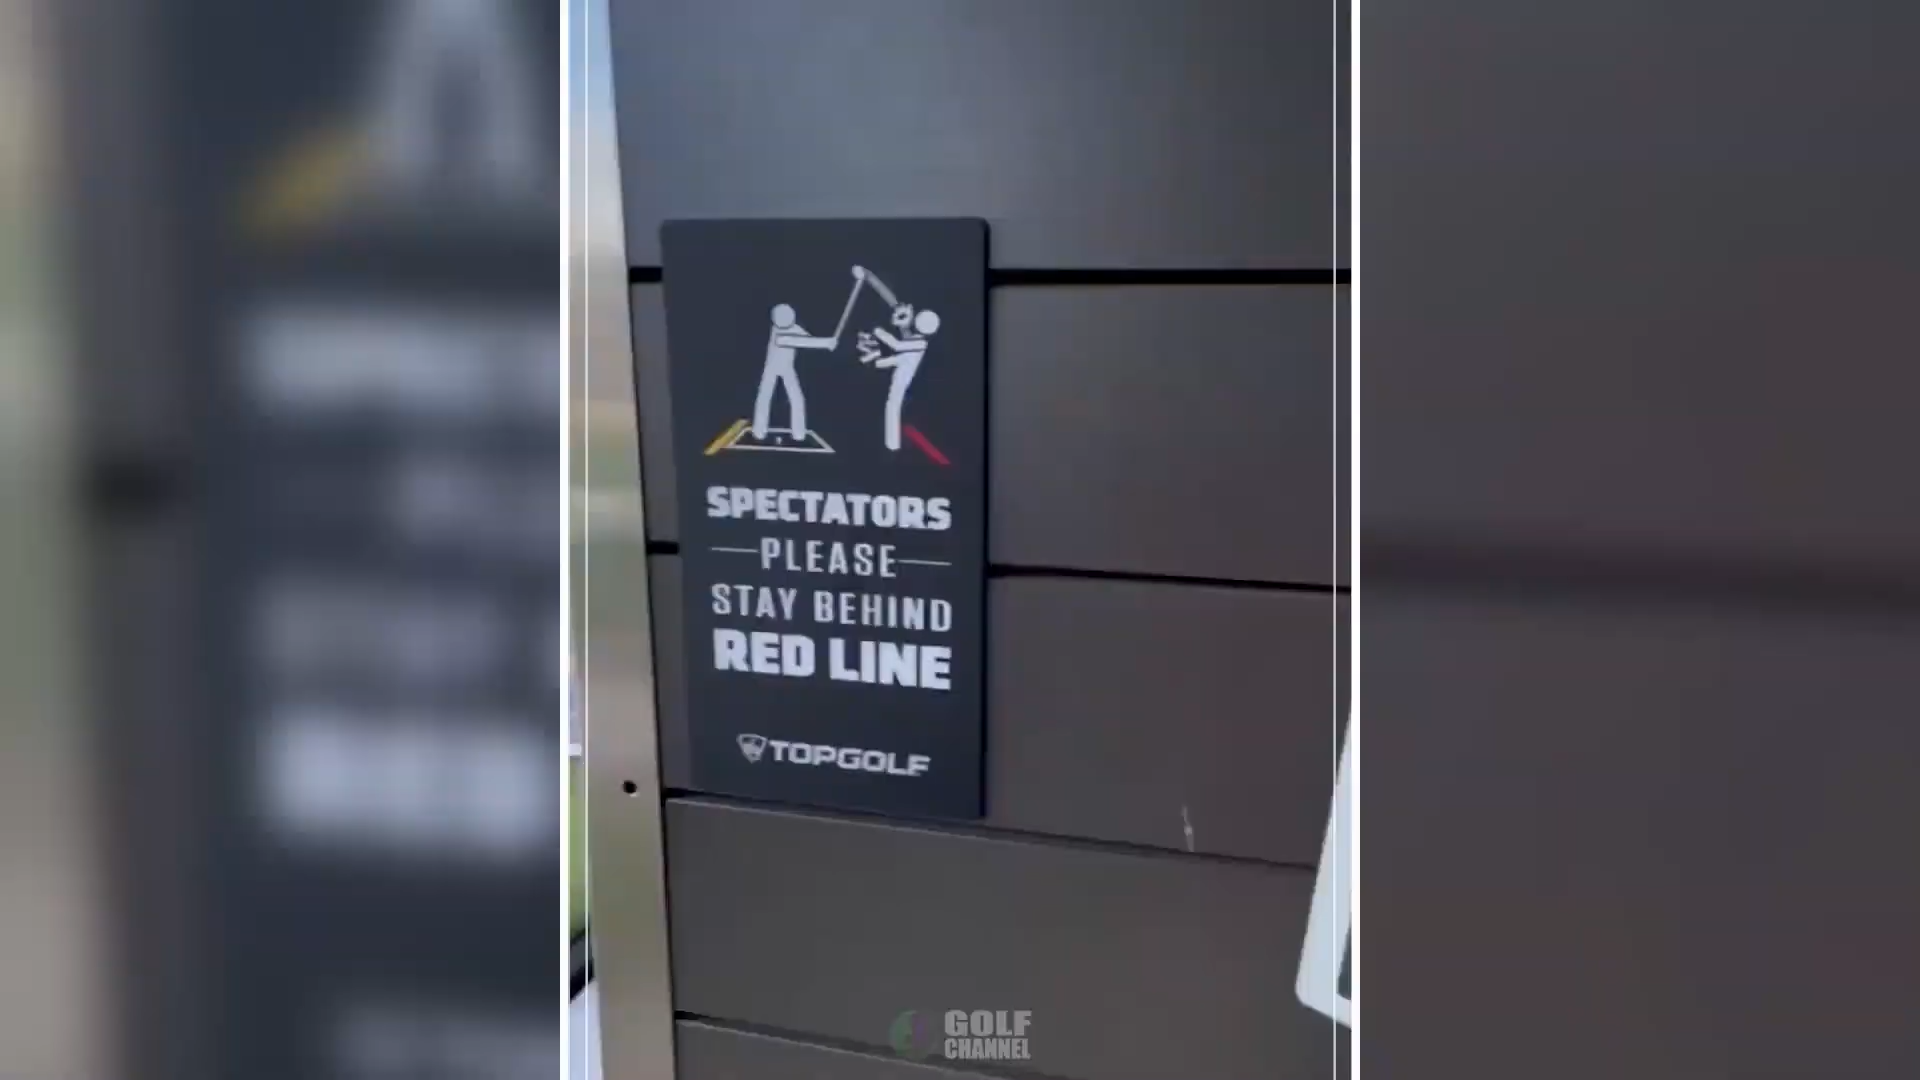 SPECTATORS
PLEASE
STAY BEHIND
RED LINE
TOPGOLF
GOLF
CHANNEL